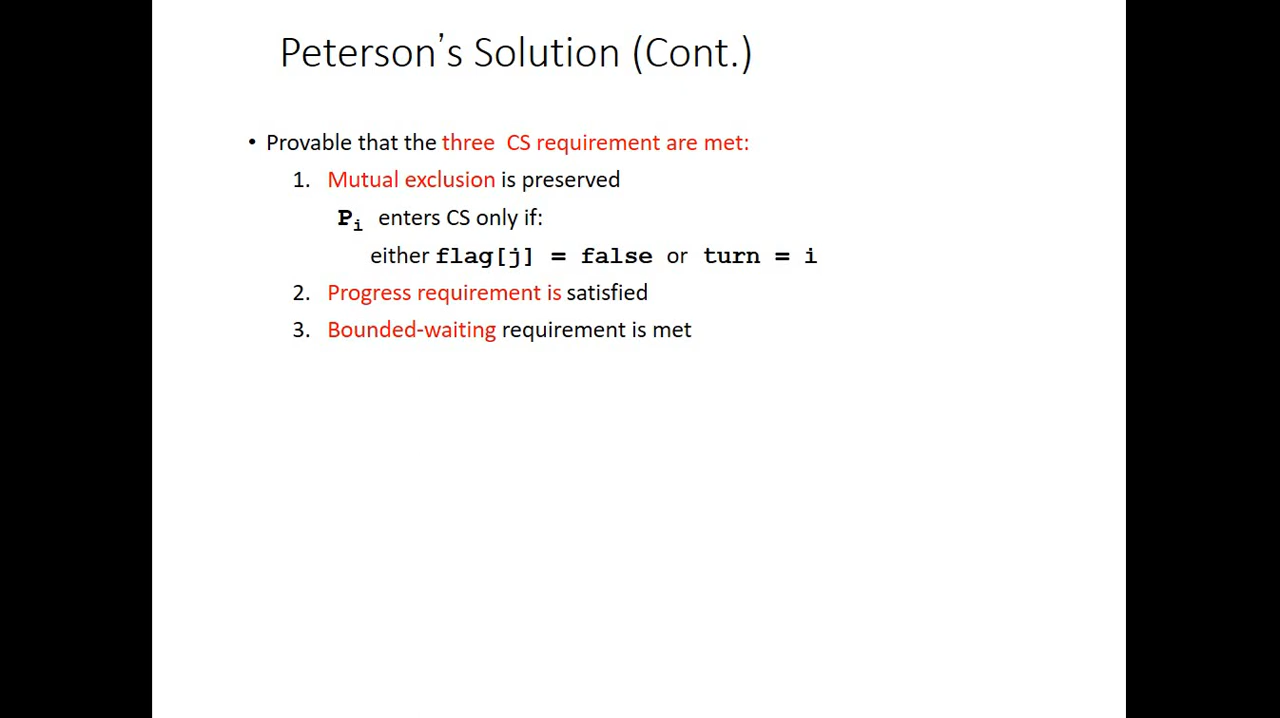 Peterson's Solution (Cont.)
• Provable that the three  CS requirement are met:
1. Mutual exclusion is preserved
Pi enters CS only if:
either flag[j] = false or turn = i
2. Progress requirement is satisfied
3. Bounded-waiting requirement is met